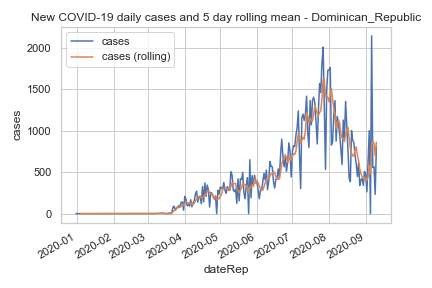 New COVID-19 daily cases and 5 day rolling mean - Dominican_Republic
cases
cases (rolling)
2000
1500
1000
500
0
cases
2020-01
2020-02
2020-03
2020-04
2020-05
2020-06
2020-07
2020-08
2020-09
dateRep